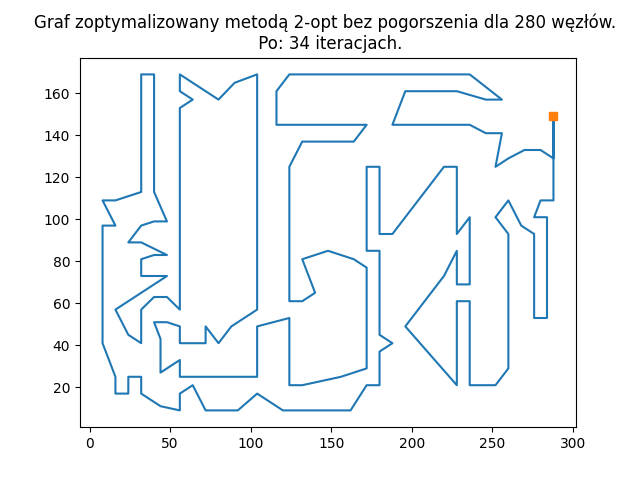 Graf zoptymalizowany metodą 2-opt bez pogorszenia dla 280 węzłów.
Po: 34 iteracjach.
160
140
120
100
80
60
40
20
0 50 100 150 200 250 300